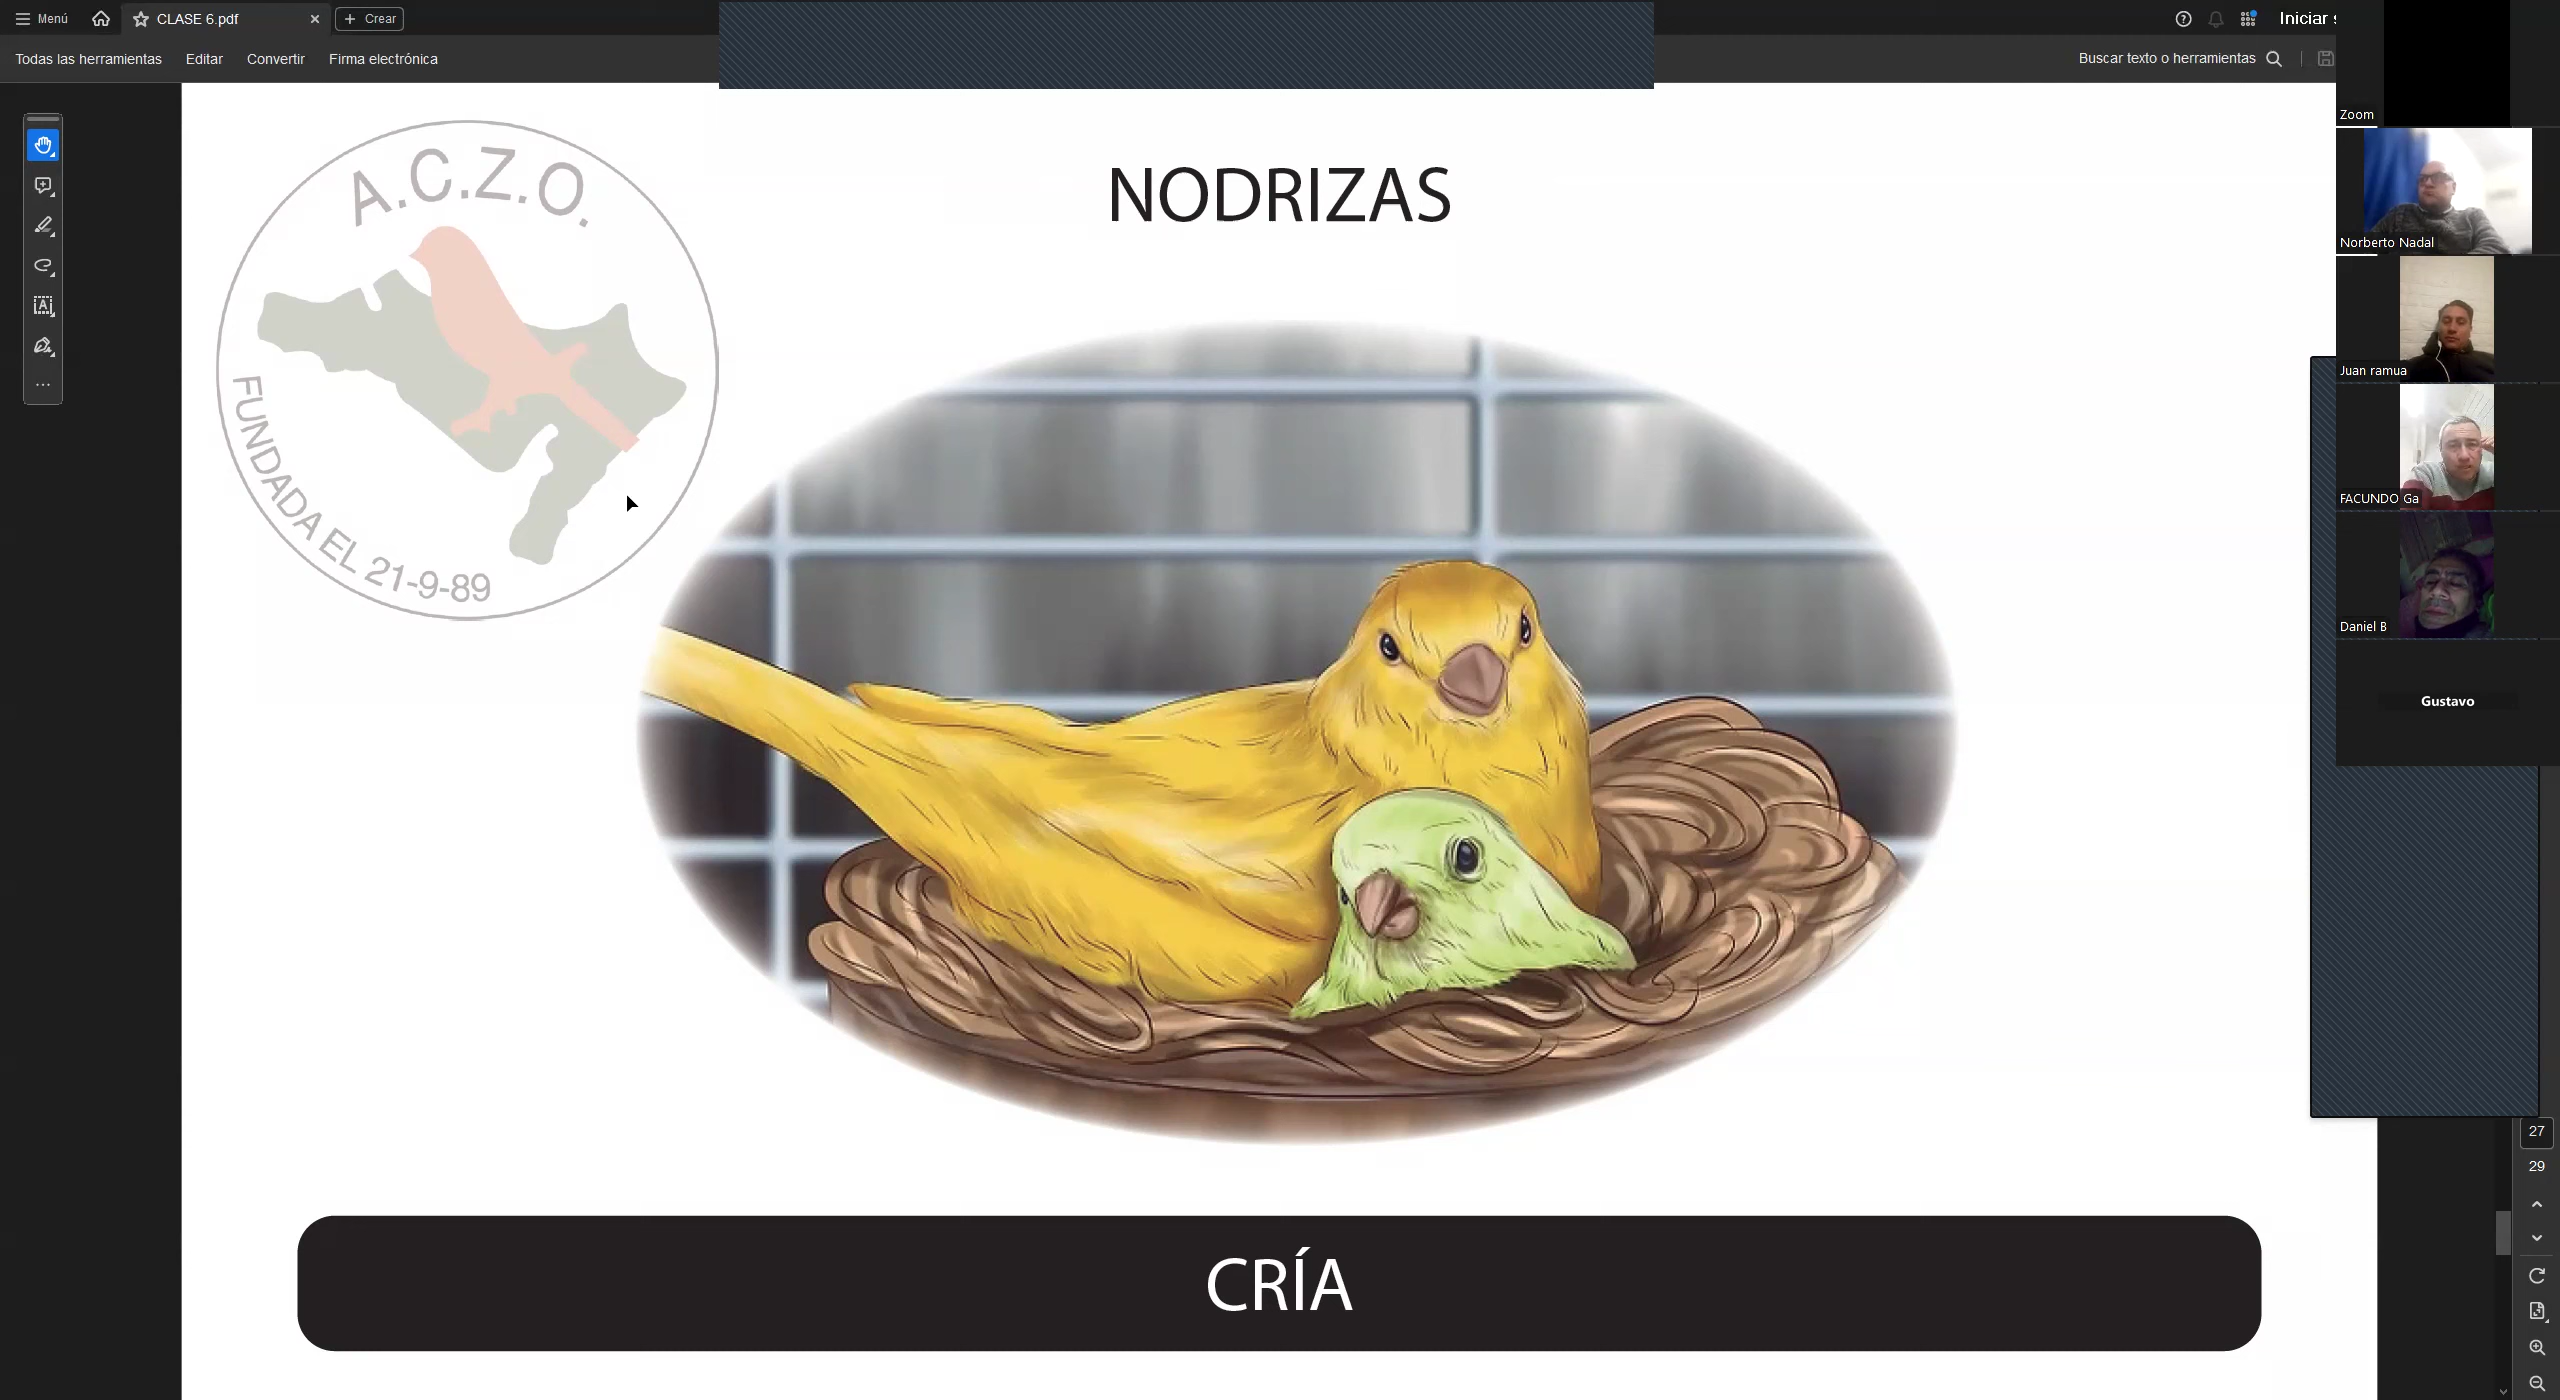 Menú
CLASE 6.pdf
Crear
Iniciar s
Todas las herramientas
Editar
Convertir
Firma electrónica
Buscar texto o herramientas
A.C.Z.O.
FUNDADA EL 21-9-89
NODRIZAS
CRÍA
Zoom
Norberto Nadal
Juan ramua
FACUNDO Ga
Daniel B
Gustavo
27
29